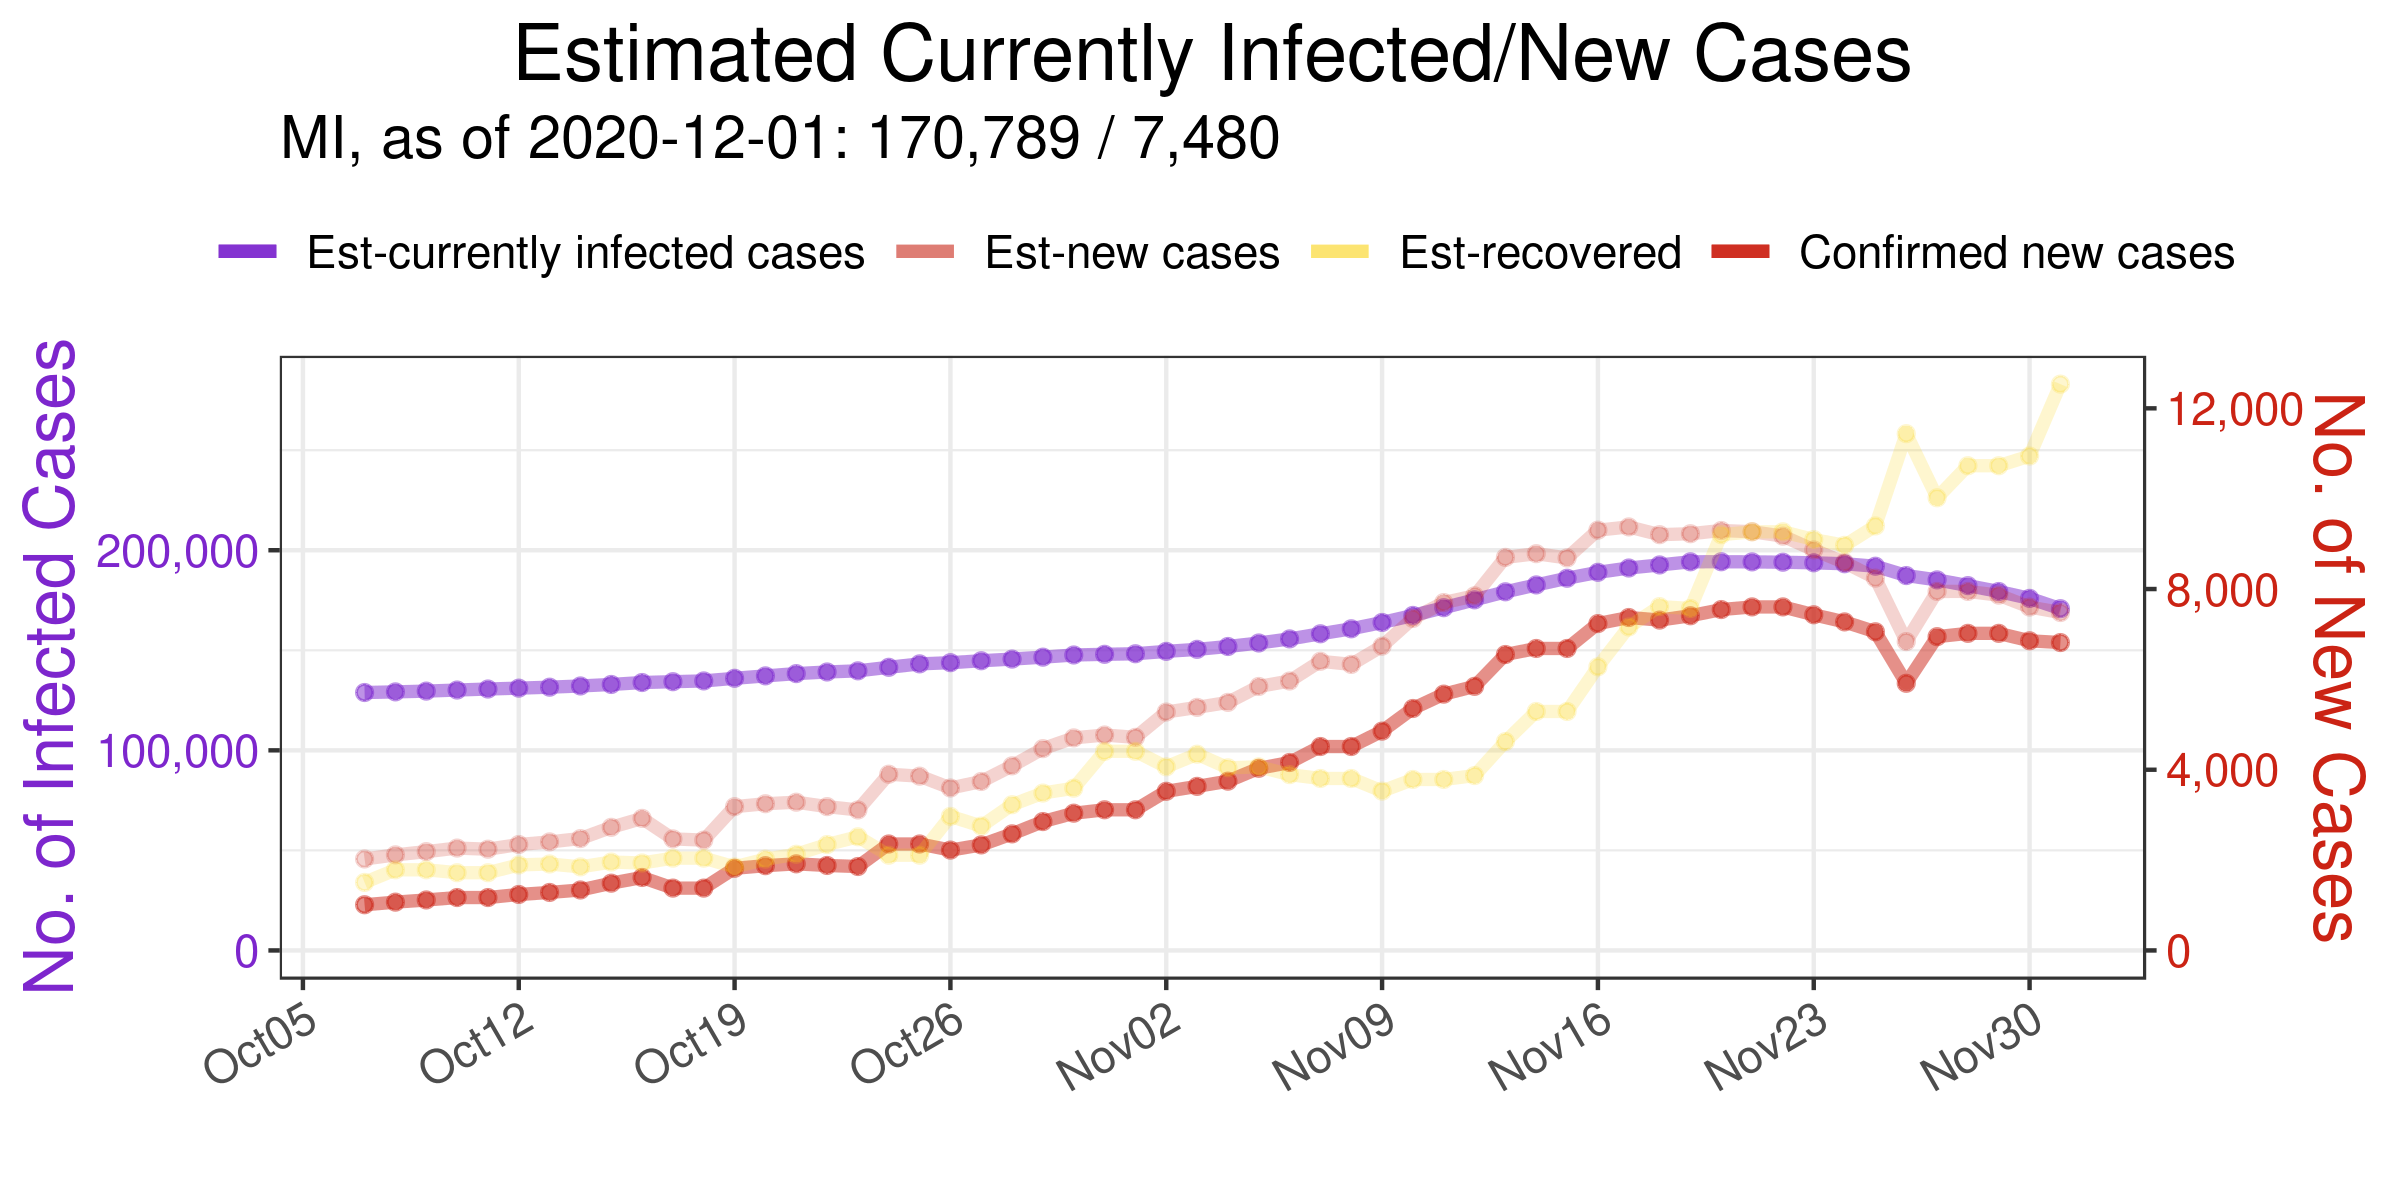 Estimated Currently Infected/New Cases
MI, as of 2020-12-01: 170,789 / 7,480
Est-currently infected cases Est-new cases Est-recovered Confirmed new cases
No. of Infected Cases
200,000
100,000
0
12,000
8,000
4,000
0
No. of New Cases
Oct05 Oct12 Oct19 Oct26 Nov02 Nov09 Nov16 Nov23 Nov30